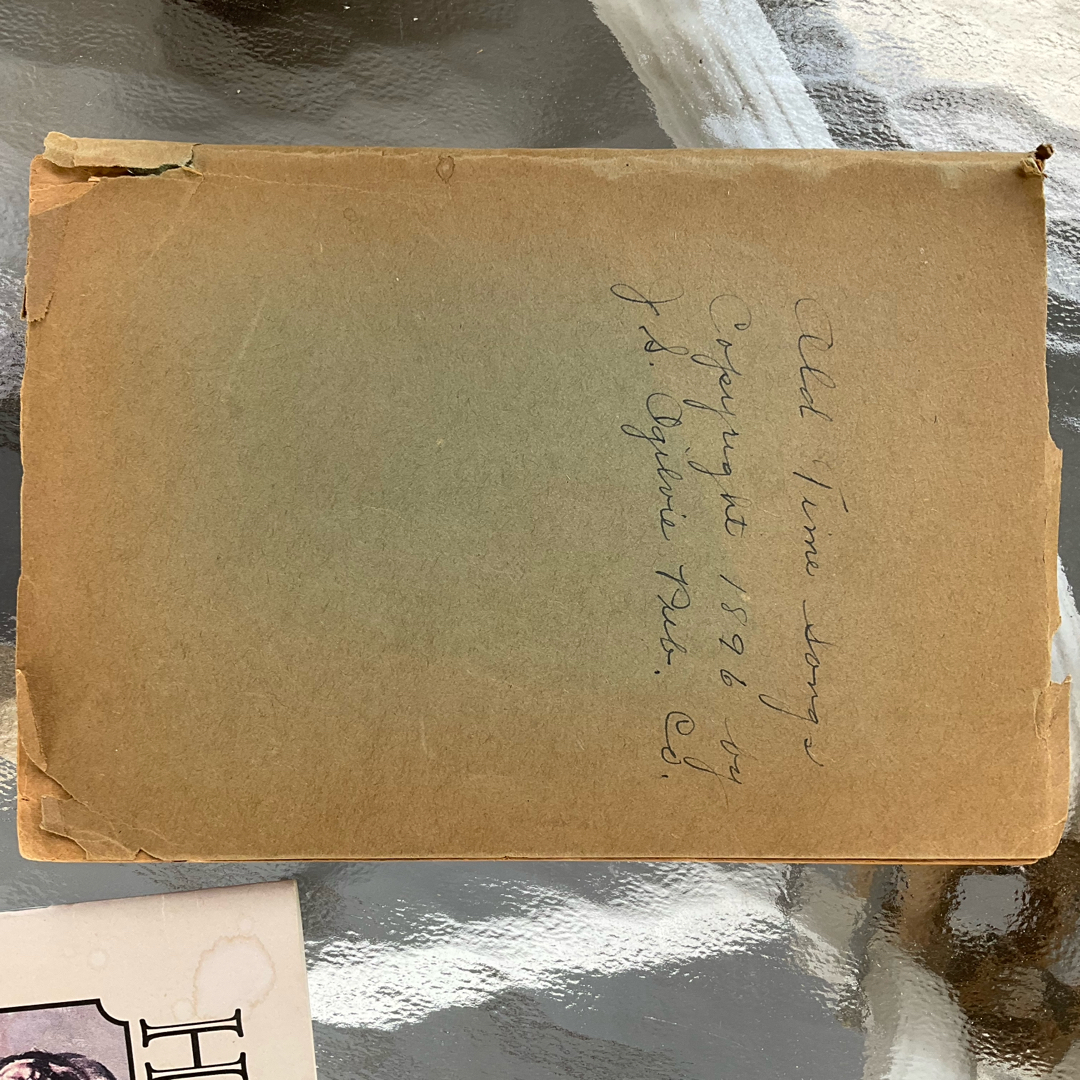 Old Time Songs
Copyright 1896 by
J. S. Ogilvie Pub. Co.
H